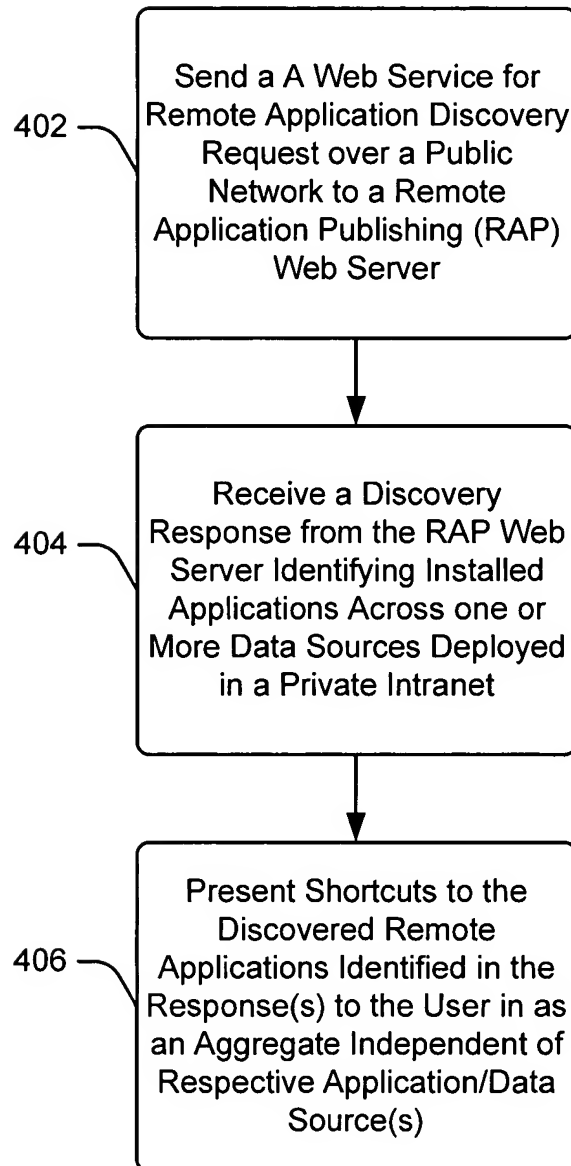 402
Send a A Web Service for
Remote Application Discovery
Request over a Public
Network to a Remote
Application Publishing (RAP)
Web Server
404
Receive a Discovery
Response from the RAP Web
Server Identifying Installed
Applications Across one or
More Data Sources Deployed
in a Private Intranet
406
Present Shortcuts to the
Discovered Remote
Applications Identified in the
Response(s) to the User in as
an Aggregate Independent of
Respective Application/Data
Source(s)